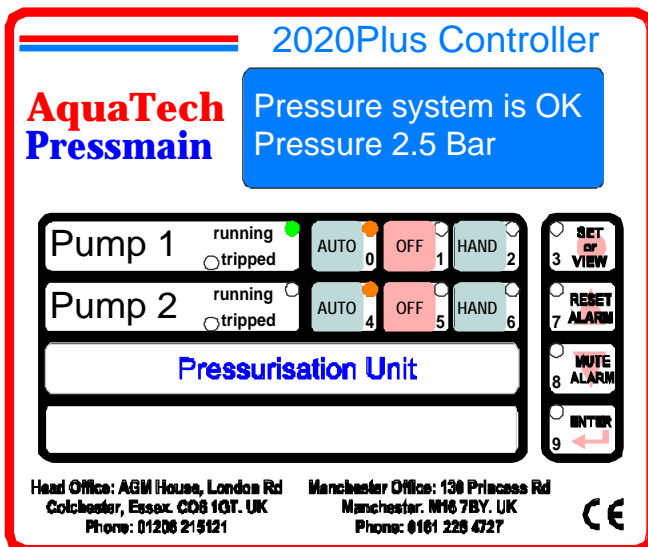 2020Plus Controller
AquaTech
Pressmain
Pressure system is OK
Pressure 2.5 Bar
Pump 1
running
tripped
AUTO 0
OFF 1
HAND 2
3 SET or VIEW
Pump 2
running
tripped
AUTO 4
OFF 5
HAND 6
7 RESET ALARM
Pressurisation Unit
8 MUTE ALARM
9 ENTER
Head Office: AGM House, London Rd
Colchester, Essex. CO6 1GT. UK
Phone: 01206 215121
Manchester Office: 130 Princess Rd
Manchester. M16 7BY. UK
Phone: 0161 226 4727
CE